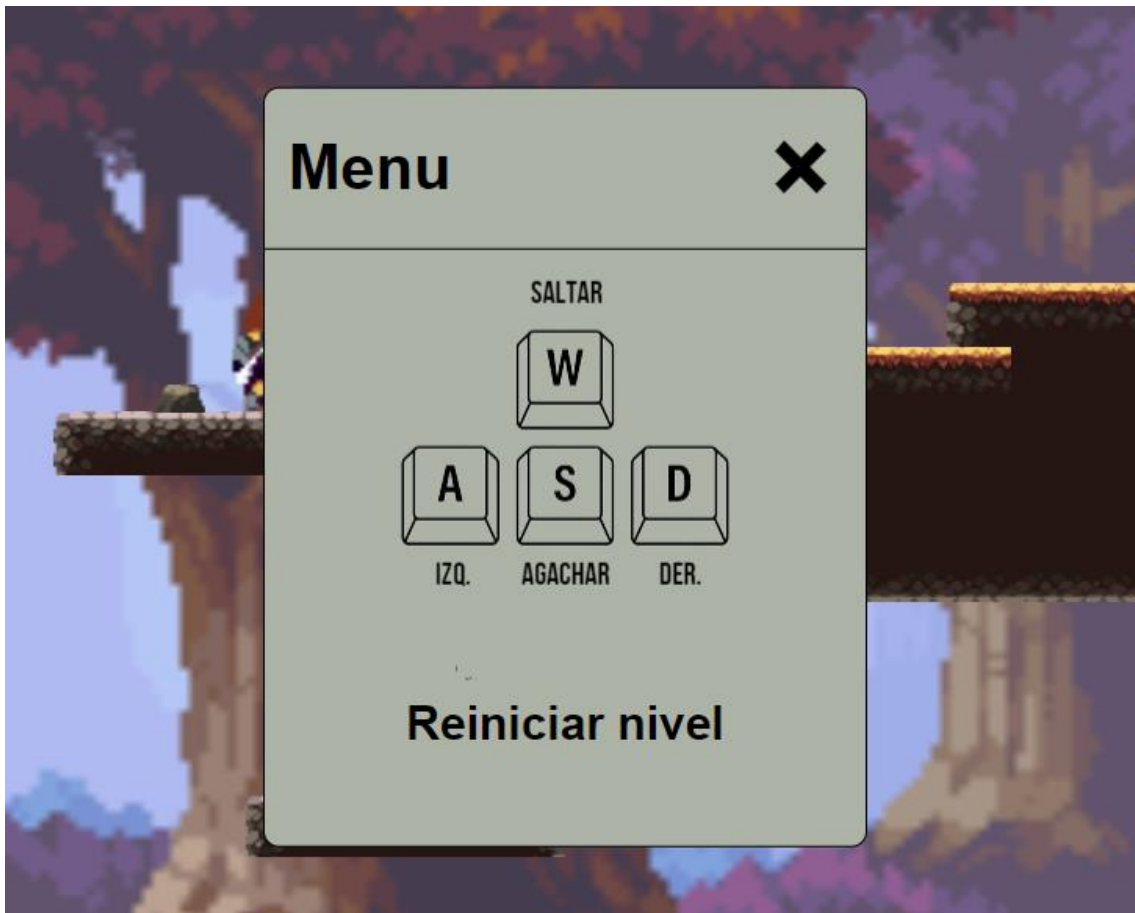 Menu
SALTAR
W
A S D
IZQ. AGACHAR DER.
Reiniciar nivel